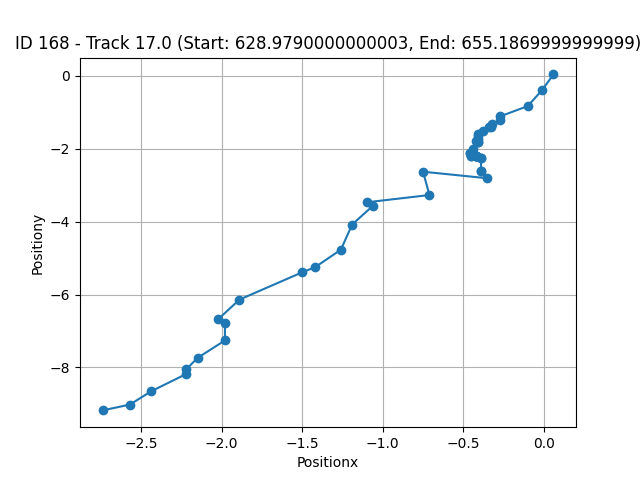 ID 168 - Track 17.0 (Start: 628.9790000000003, End: 655.1869999999999)
0
−2
−4
−6
−8
Positiony
−2.5 −2.0 −1.5 −1.0 −0.5 0.0
Positionx